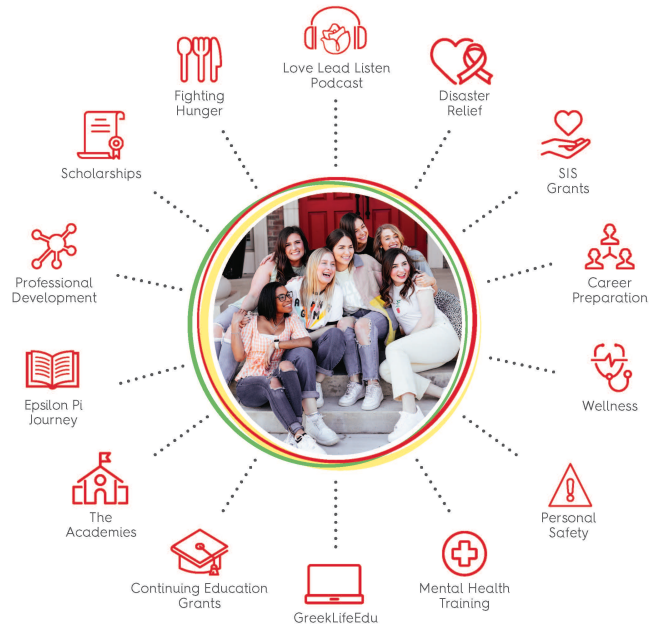 Love Lead Listen
Podcast
Disaster
Relief
SIS
Grants
Career
Preparation
Wellness
Personal
Safety
Mental Health
Training
GreekLifeEdu
Continuing Education
Grants
The
Academies
Epsilon Pi
Journey
Professional
Development
Scholarships
Fighting
Hunger